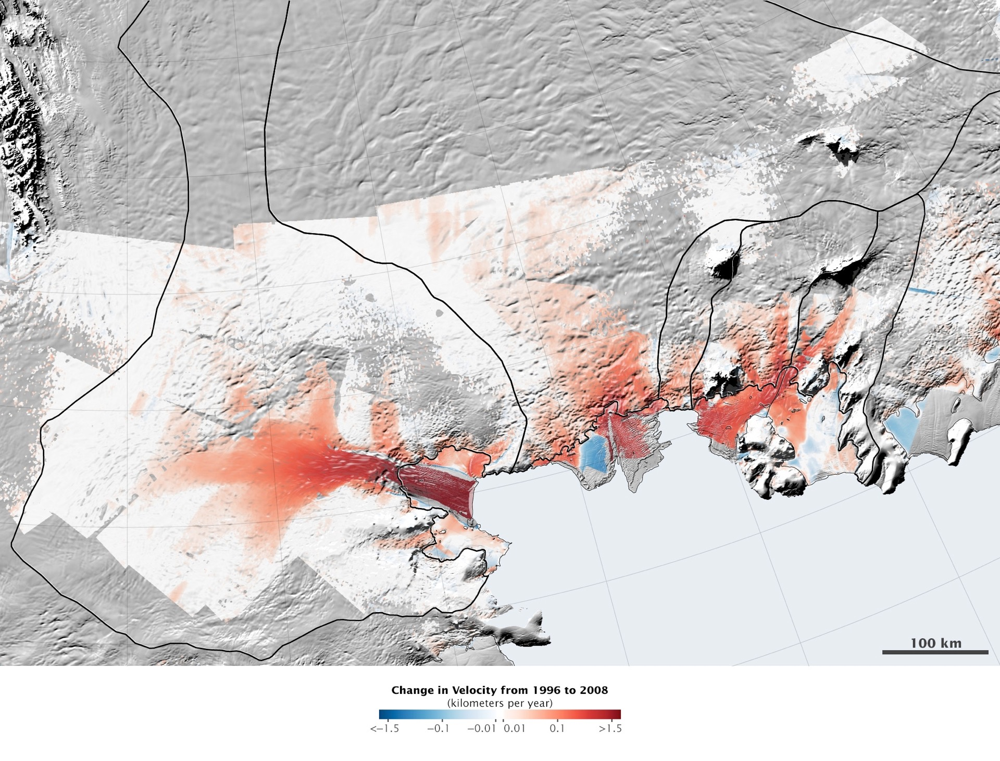 100 km
Change in Velocity from 1996 to 2008
(kilometers per year)
<−1.5 −0.1 −0.01 0.01 0.1 >1.5